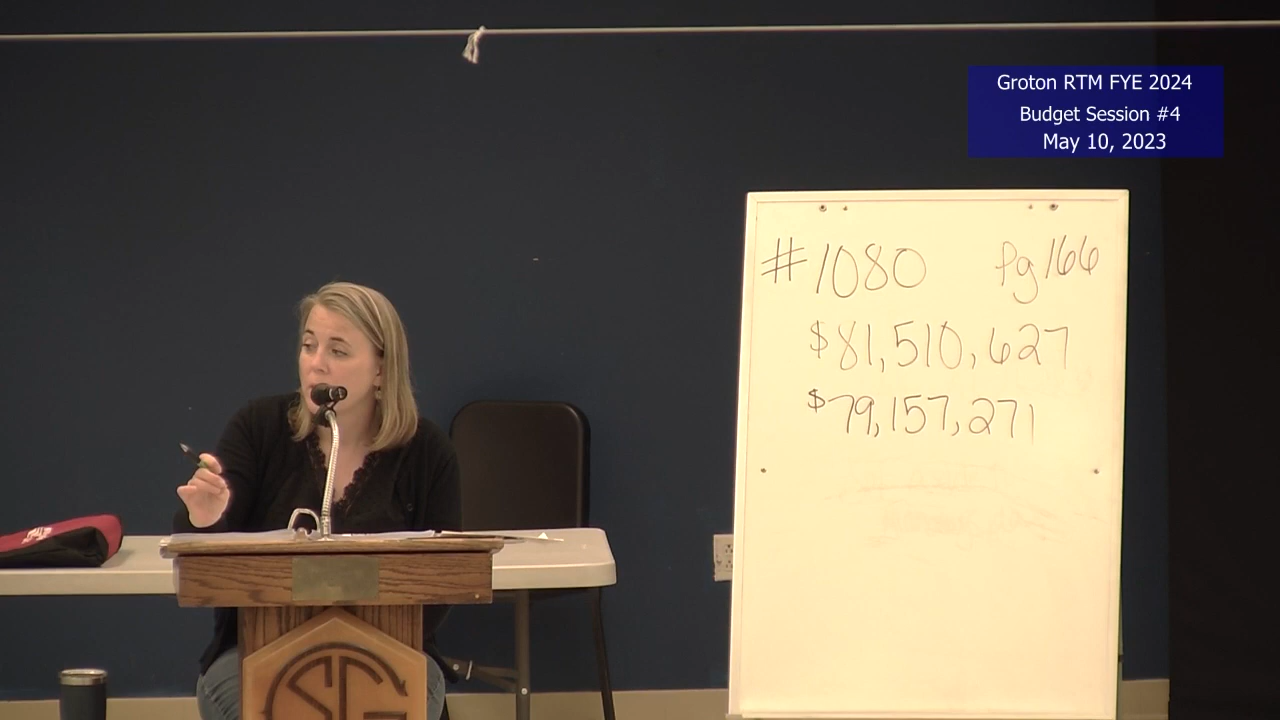 Groton RTM FYE 2024
Budget Session #4
May 10, 2023
#1080 Pg 166
$81,510,627
$79,157,271
SG